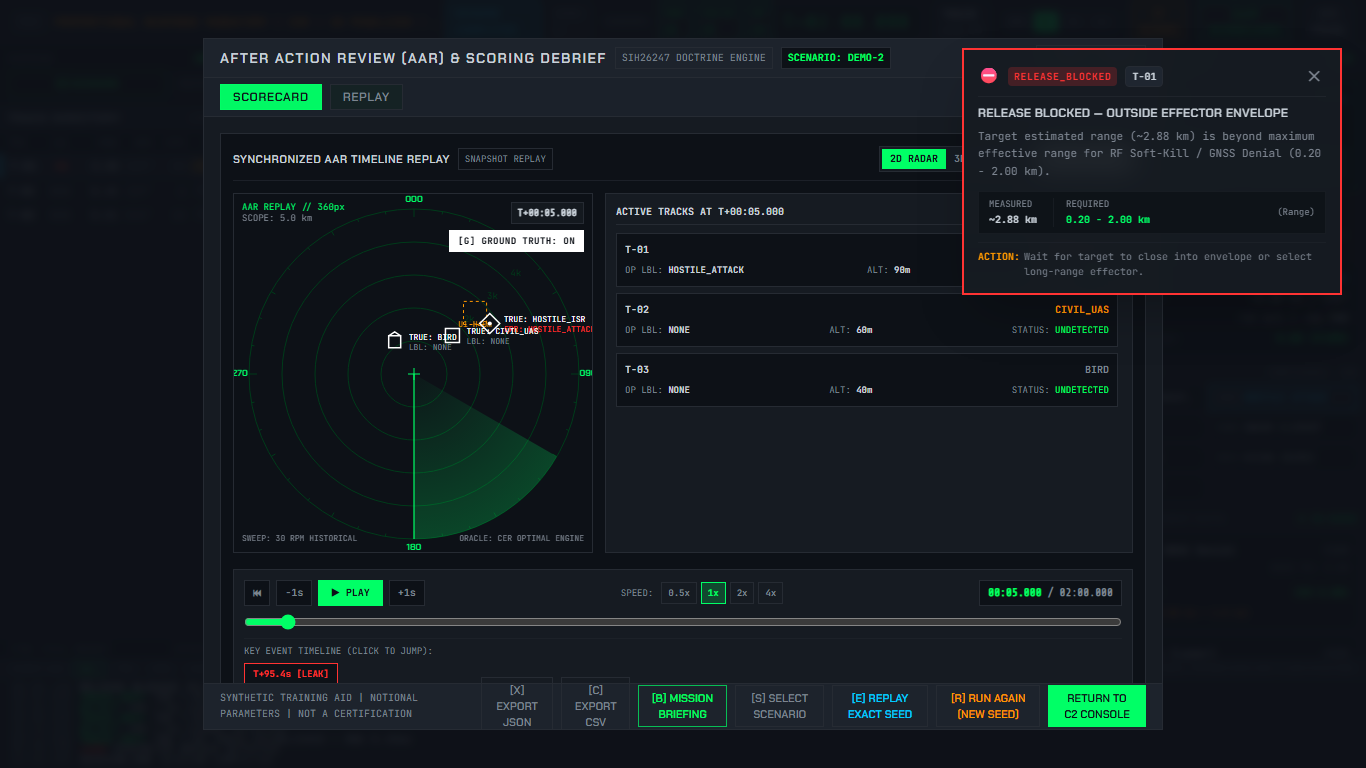 AFTER ACTION REVIEW (AAR) & SCORING DEBRIEF
SIH26247 DOCTRINE ENGINE
SCENARIO: DEMO-2
SCORECARD
REPLAY
RELEASE_BLOCKED
T-01
RELEASE BLOCKED — OUTSIDE EFFECTOR ENVELOPE
Target estimated range (~2.88 km) is beyond maximum
effective range for RF Soft-Kill / GNSS Denial (0.20
- 2.00 km).
MEASURED
~2.88 km
REQUIRED
0.20 - 2.00 km
(Range)
ACTION: Wait for target to close into envelope or select
long-range effector.
SYNCHRONIZED AAR TIMELINE REPLAY
SNAPSHOT REPLAY
2D RADAR
AAR REPLAY // 360px
SCOPE: 5.0 km
000
T+00:05.000
[G] GROUND TRUTH: ON
TRUE: HOSTILE_ISR
TRUE: CIVIL_UAS
LBL: NONE
TRUE: BIRD
LBL: NONE
270
180
SWEEP: 30 RPM HISTORICAL
ORACLE: CER OPTIMAL ENGINE
ACTIVE TRACKS AT T+00:05.000
T-01
OP LBL: HOSTILE_ATTACK
ALT: 90m
T-02
CIVIL_UAS
OP LBL: NONE
ALT: 60m
STATUS: UNDETECTED
T-03
BIRD
OP LBL: NONE
ALT: 40m
STATUS: UNDETECTED
-1s
▶ PLAY
+1s
SPEED:
0.5x
1x
2x
4x
00:05.000 / 02:00.000
KEY EVENT TIMELINE (CLICK TO JUMP):
T+95.4s [LEAK]
SYNTHETIC TRAINING AID | NOTIONAL
PARAMETERS | NOT A CERTIFICATION
[X]
EXPORT
JSON
[C]
EXPORT
CSV
[B] MISSION
BRIEFING
[S] SELECT
SCENARIO
[E] REPLAY
EXACT SEED
[R] RUN AGAIN
(NEW SEED)
RETURN TO
C2 CONSOLE